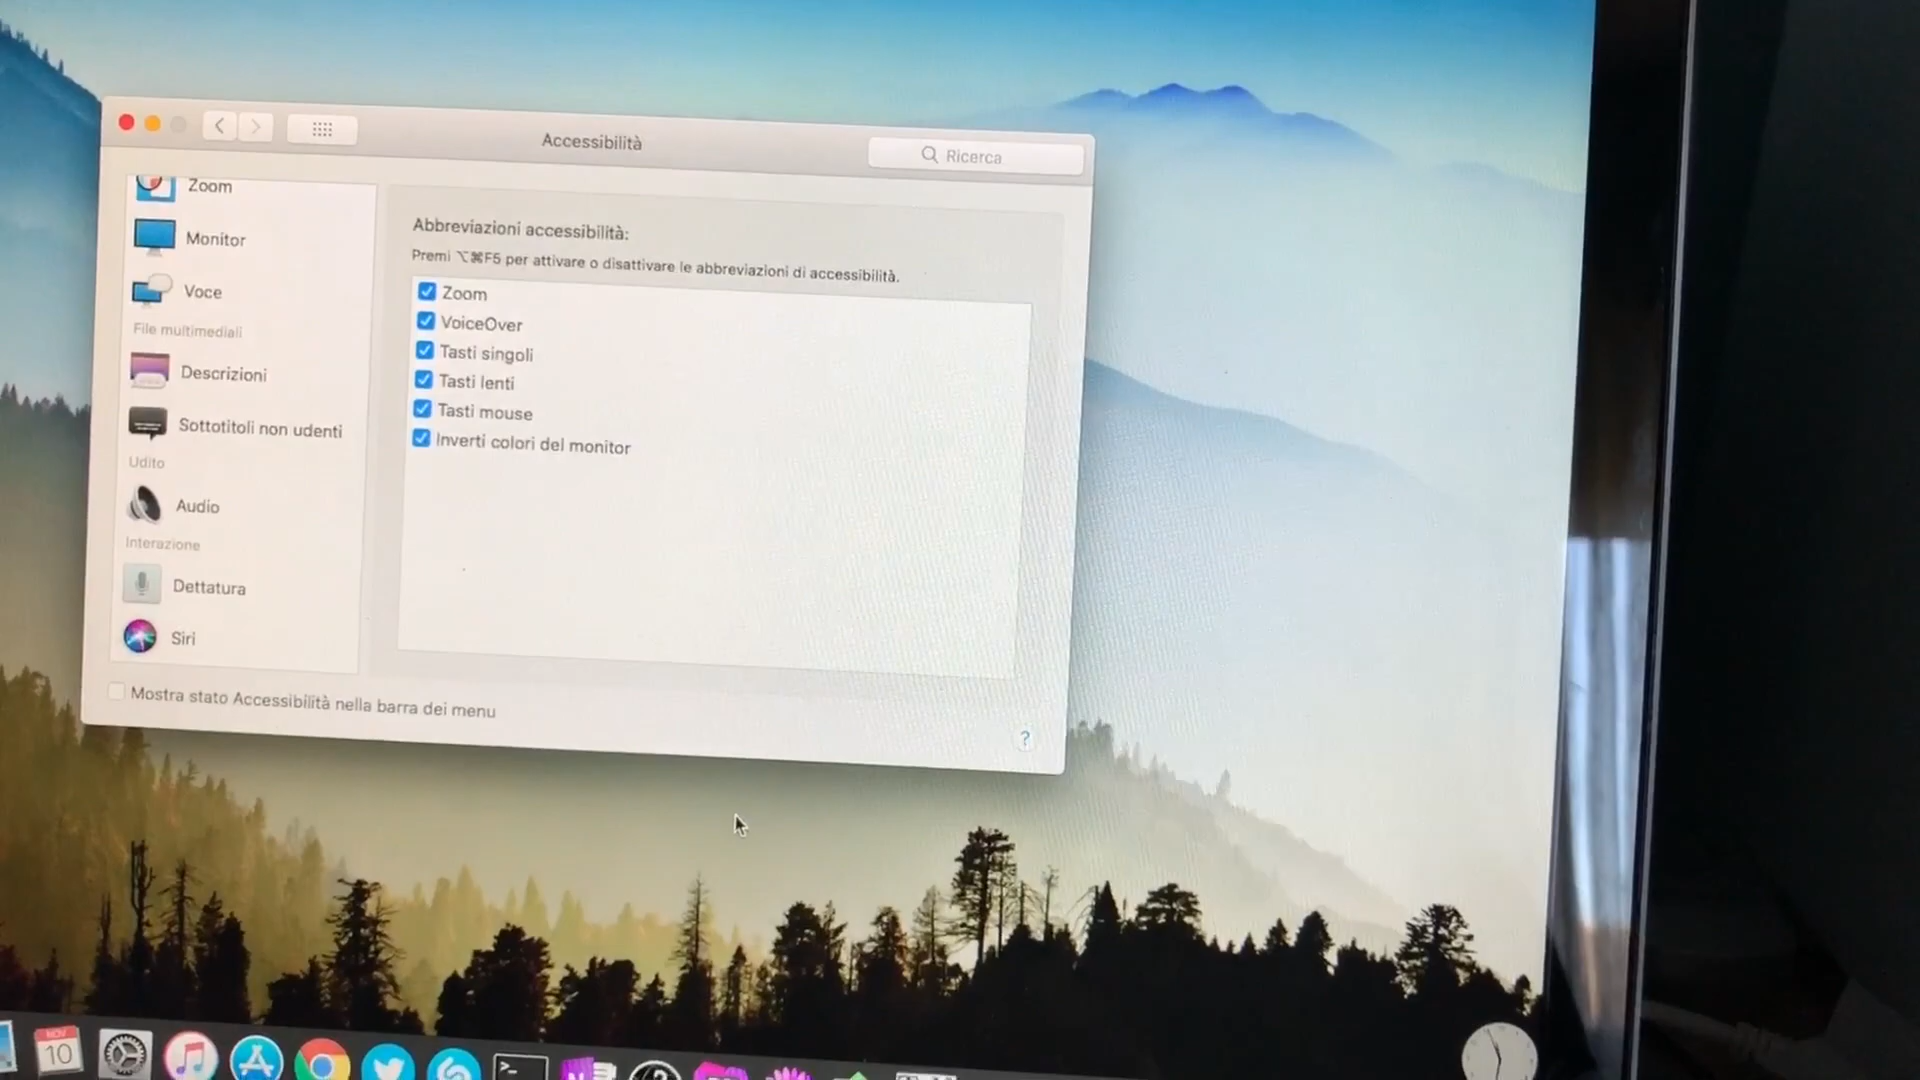 Accessibilità
Ricerca
Zoom
Monitor
Voce
File multimediali
Descrizioni
Sottotitoli non udenti
Udito
Audio
Interazione
Dettatura
Siri
Abbreviazioni accessibilità:
Premi ⌥⌘F5 per attivare o disattivare le abbreviazioni di accessibilità.
Zoom
VoiceOver
Tasti singoli
Tasti lenti
Tasti mouse
Inverti colori del monitor
Mostra stato Accessibilità nella barra dei menu
?
NOV
10
>_
N
?